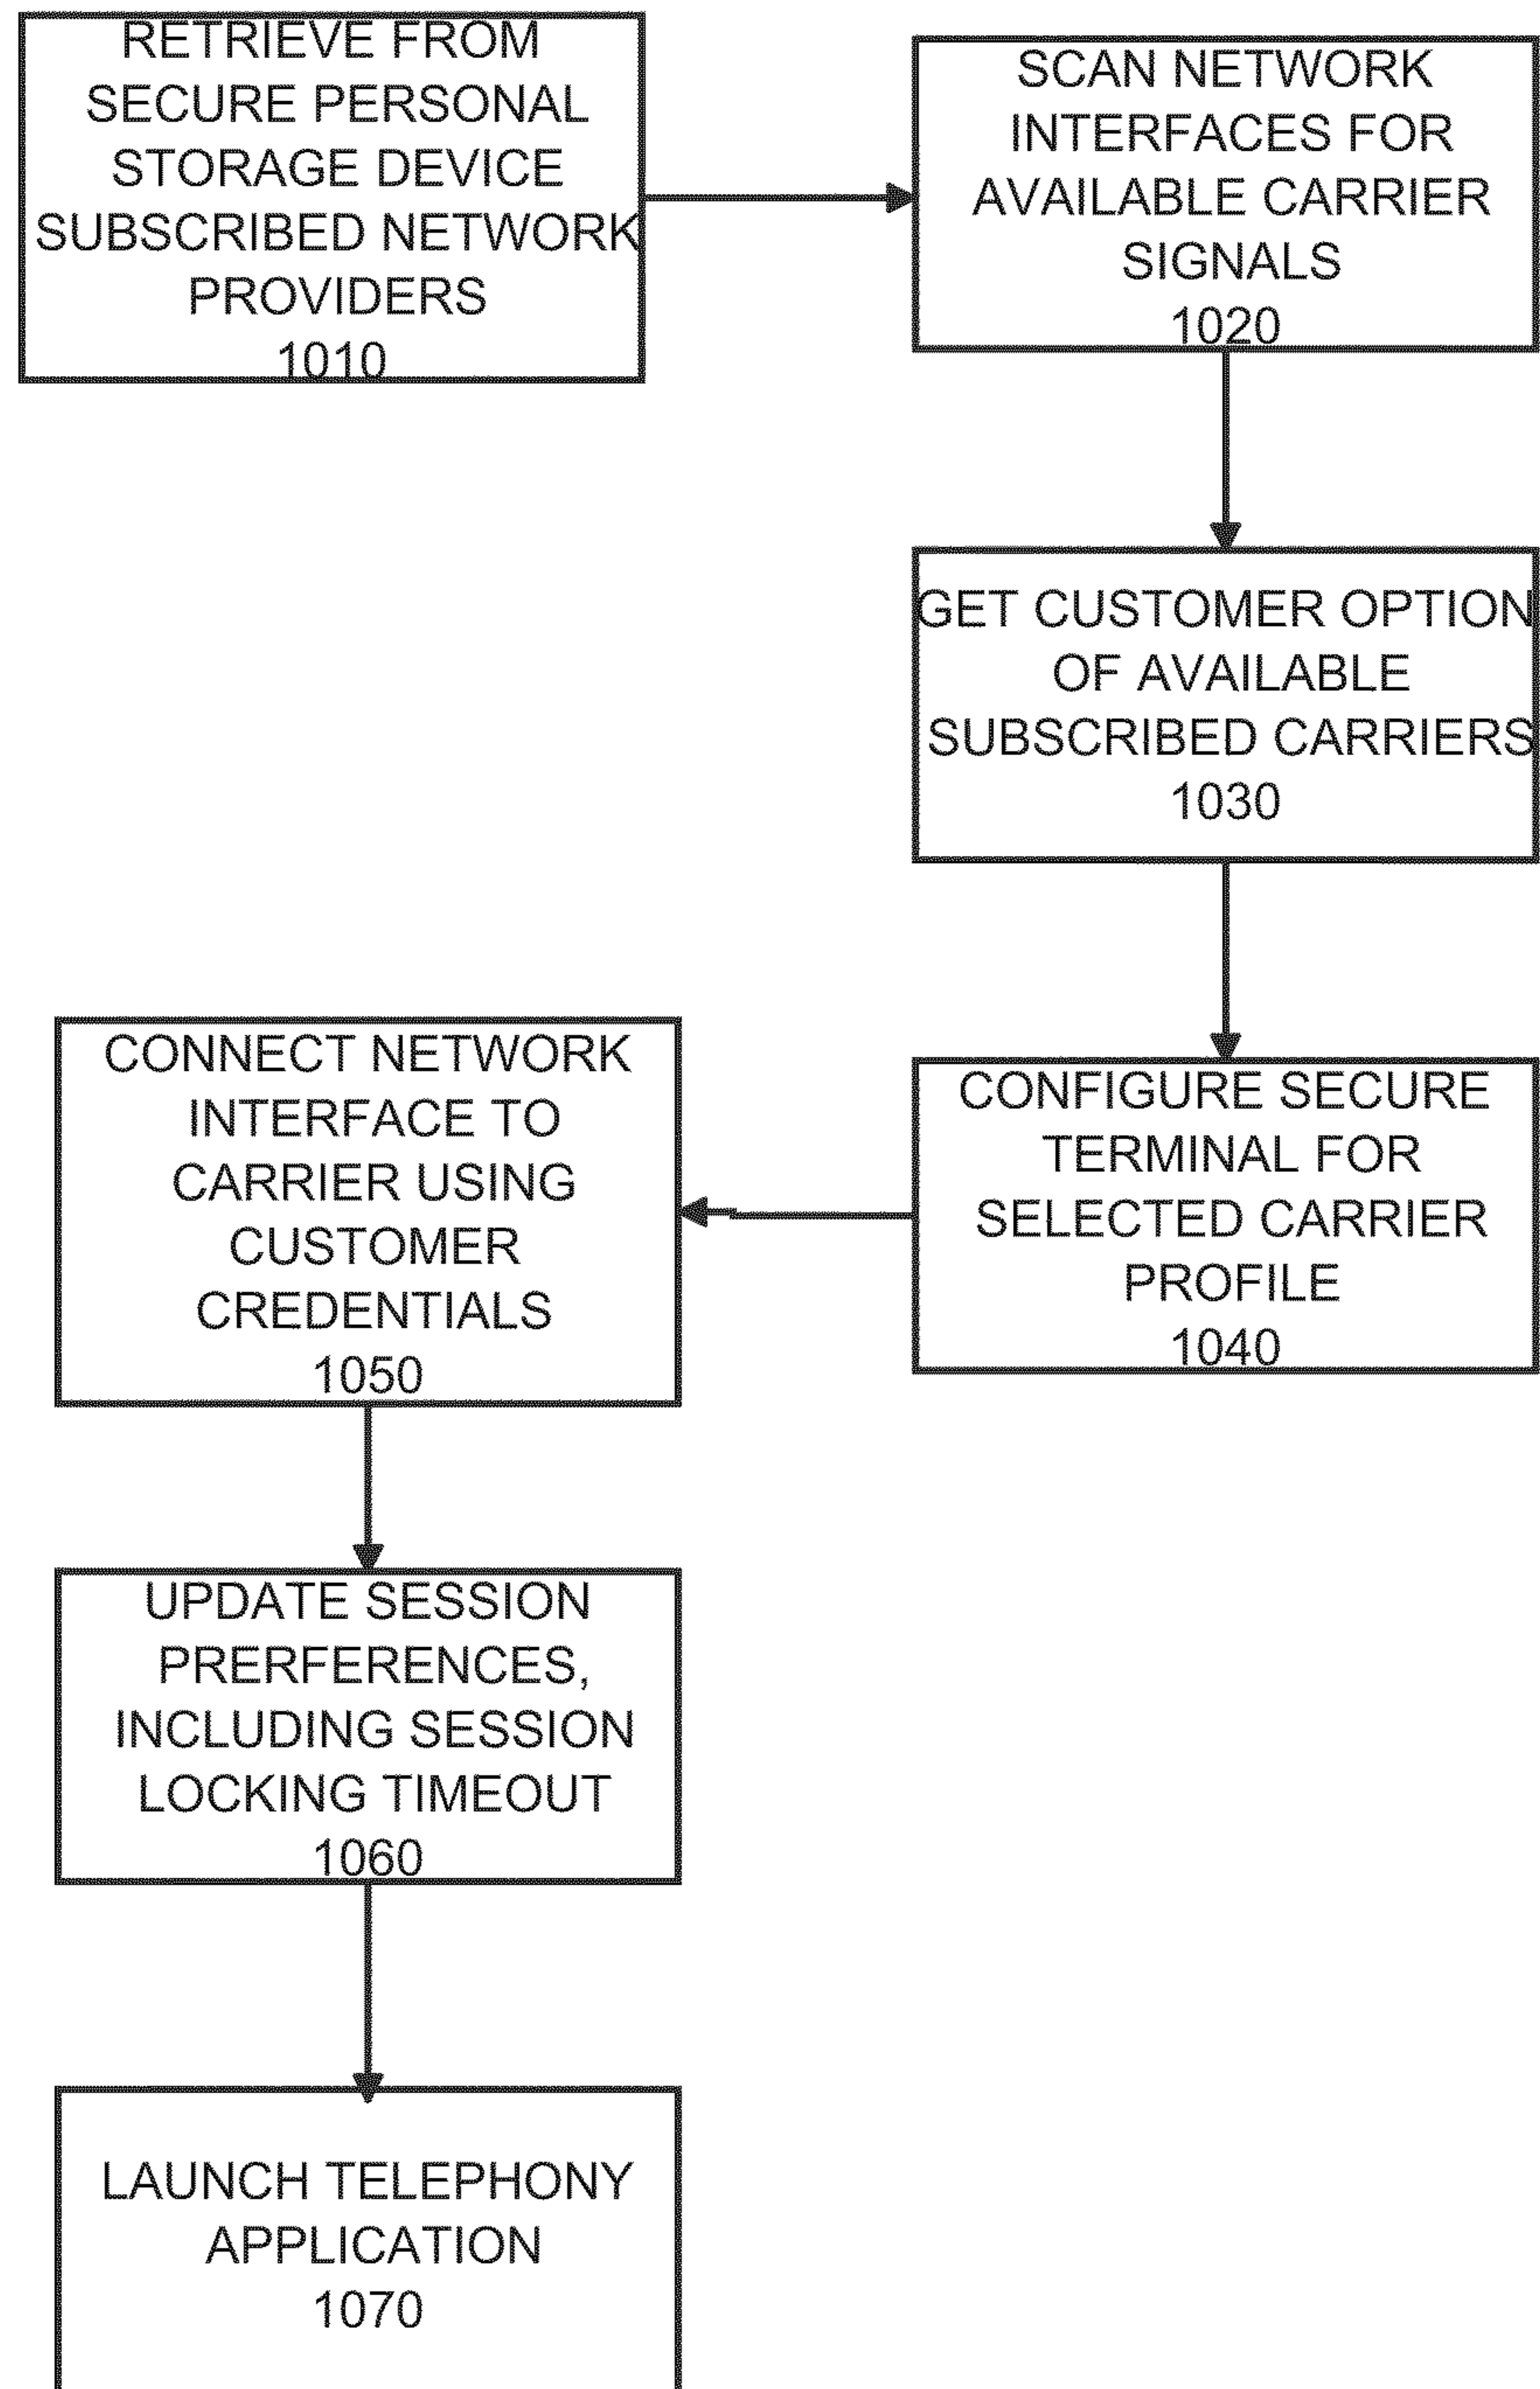 RETRIEVE FROM
SECURE PERSONAL
STORAGE DEVICE
SUBSCRIBED NETWORK
PROVIDERS
1010
SCAN NETWORK
INTERFACES FOR
AVAILABLE CARRIER
SIGNALS
1020
GET CUSTOMER OPTION
OF AVAILABLE
SUBSCRIBED CARRIERS
1030
CONFIGURE SECURE
TERMINAL FOR
SELECTED CARRIER
PROFILE
1040
CONNECT NETWORK
INTERFACE TO
CARRIER USING
CUSTOMER
CREDENTIALS
1050
UPDATE SESSION
PRERFERENCES,
INCLUDING SESSION
LOCKING TIMEOUT
1060
LAUNCH TELEPHONY
APPLICATION
1070